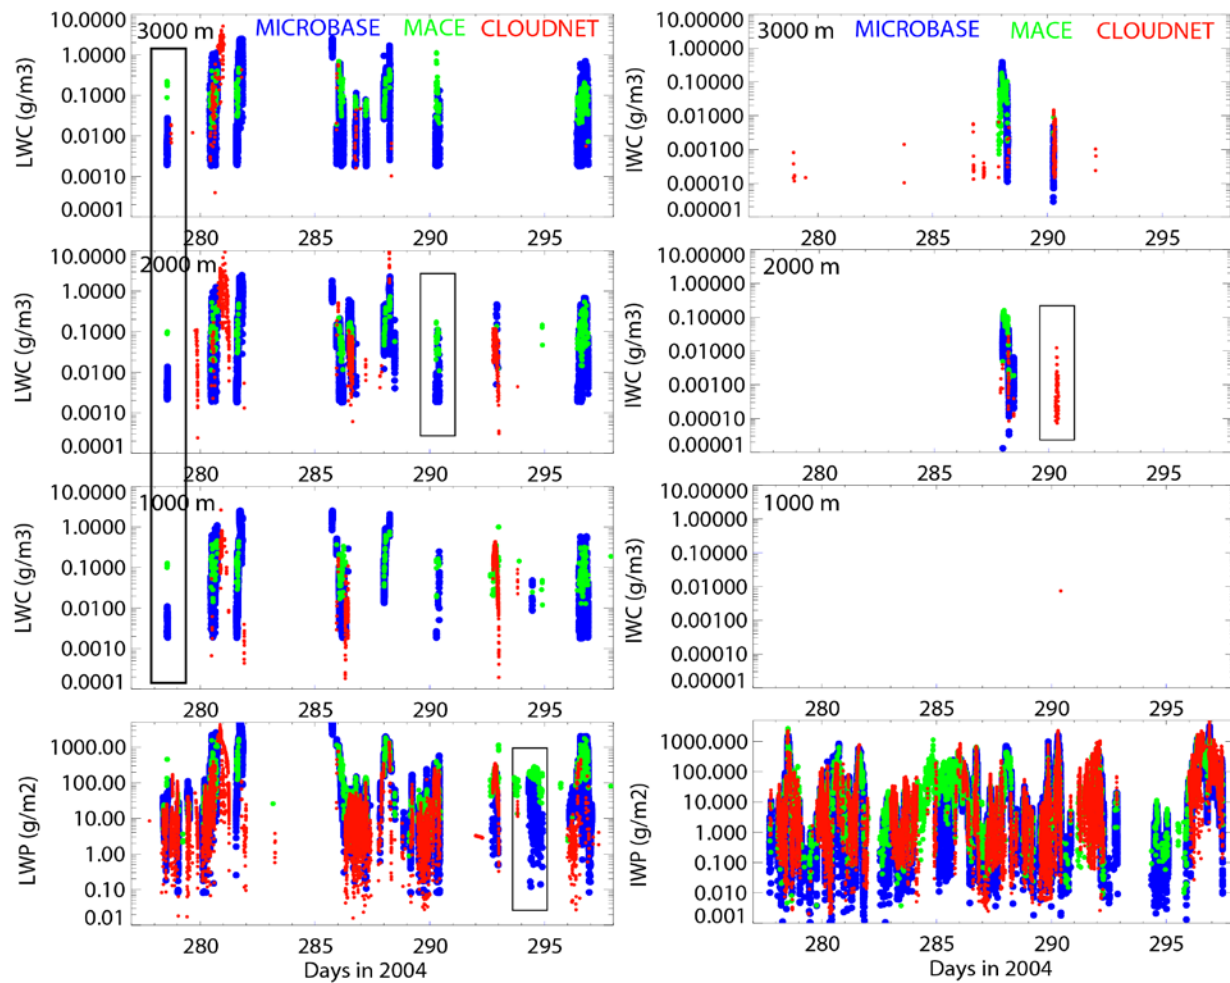 10.0000
3000 m
MICROBASE MACE CLOUDNET
1.0000
0.1000
0.0100
0.0010
0.0001
LWC (g/m3)
280 285 290 295
10.00000
3000 m
MICROBASE MACE CLOUDNET
1.00000
0.10000
0.01000
0.00100
0.00010
0.00001
IWC (g/m3)
280 285 290 295
10.0000
2000 m
1.0000
0.1000
0.0100
0.0010
0.0001
LWC (g/m3)
280 285 290 295
10.00000
2000 m
1.00000
0.10000
0.01000
0.00100
0.00010
0.00001
IWC (g/m3)
280 285 290 295
10.0000
1000 m
1.0000
0.1000
0.0100
0.0010
0.0001
LWC (g/m3)
280 285 290 295
10.00000
1000 m
1.00000
0.10000
0.01000
0.00100
0.00010
0.00001
IWC (g/m3)
280 285 290 295
1000.00
100.00
10.00
1.00
0.10
0.01
LWP (g/m2)
280 285 290 295
Days in 2004
1000.000
100.000
10.000
1.000
0.100
0.010
0.001
IWP (g/m2)
280 285 290 295
Days in 2004